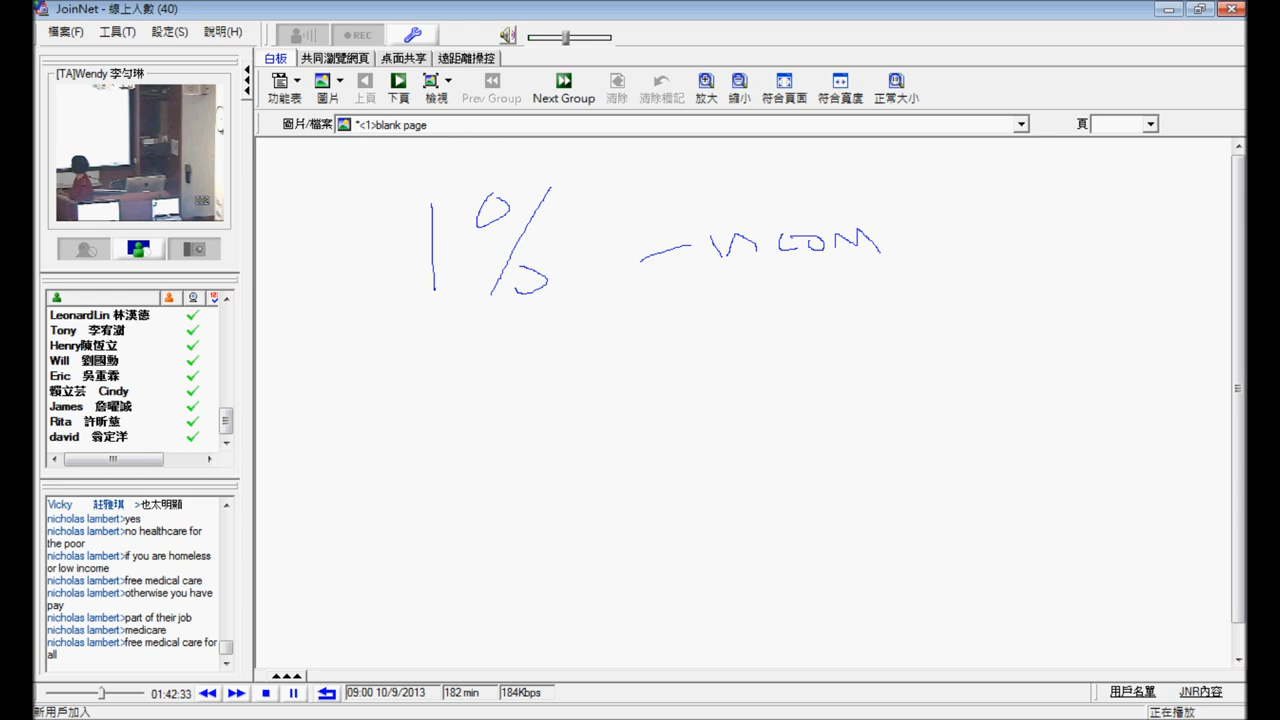 JoinNet - 線上人數 (40)
檔案(F) 工具(T) 設定(S) 說明(H)
REC
[TA]Wendy 李勻琳
白板 共同瀏覽網頁 桌面共享 遠距離操控
功能表 圖片 上頁 下頁 檢視 Prev Group Next Group 清除 清除標記 放大 縮小 符合頁面 符合寬度 正常大小
圖片/檔案 *<1>blank page 頁
1% - INCOM
LeonardLin 林漢德
Tony 李宥澍
Henry陳恆立
Will 劉國勳
Eric 吳重霖
賴立芸 Cindy
James 詹曜誠
Rita 許昕慈
david 翁定洋
Vicky 莊雅琪 >也太明顯
nicholas lambert>yes
nicholas lambert>no healthcare for
the poor
nicholas lambert>if you are homeless
or low income
nicholas lambert>free medical care
nicholas lambert>otherwise you have
pay
nicholas lambert>part of their job
nicholas lambert>medicare
nicholas lambert>free medical care for
all
01:42:33 09:00 10/9/2013 182 min 184Kbps 用戶名單 JNR內容
新用戶加入 正在播放